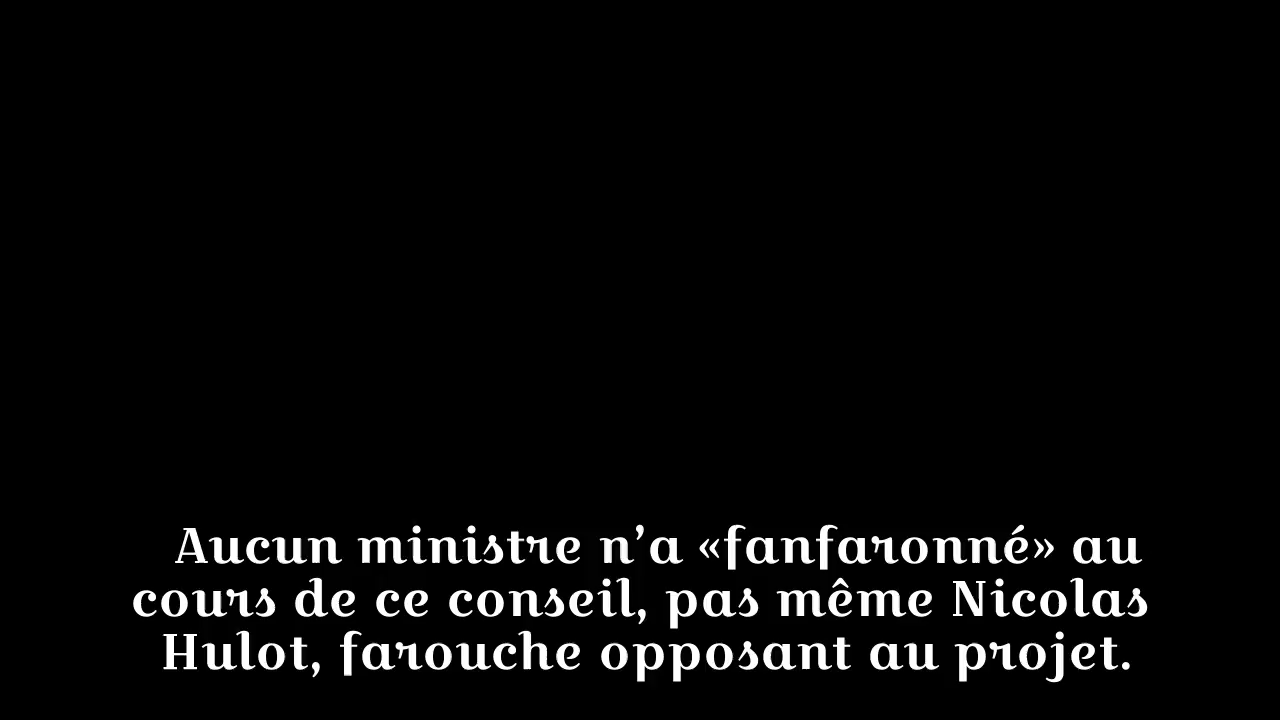 Aucun ministre n’a «fanfaronné» au
cours de ce conseil, pas même Nicolas
Hulot, farouche opposant au projet.